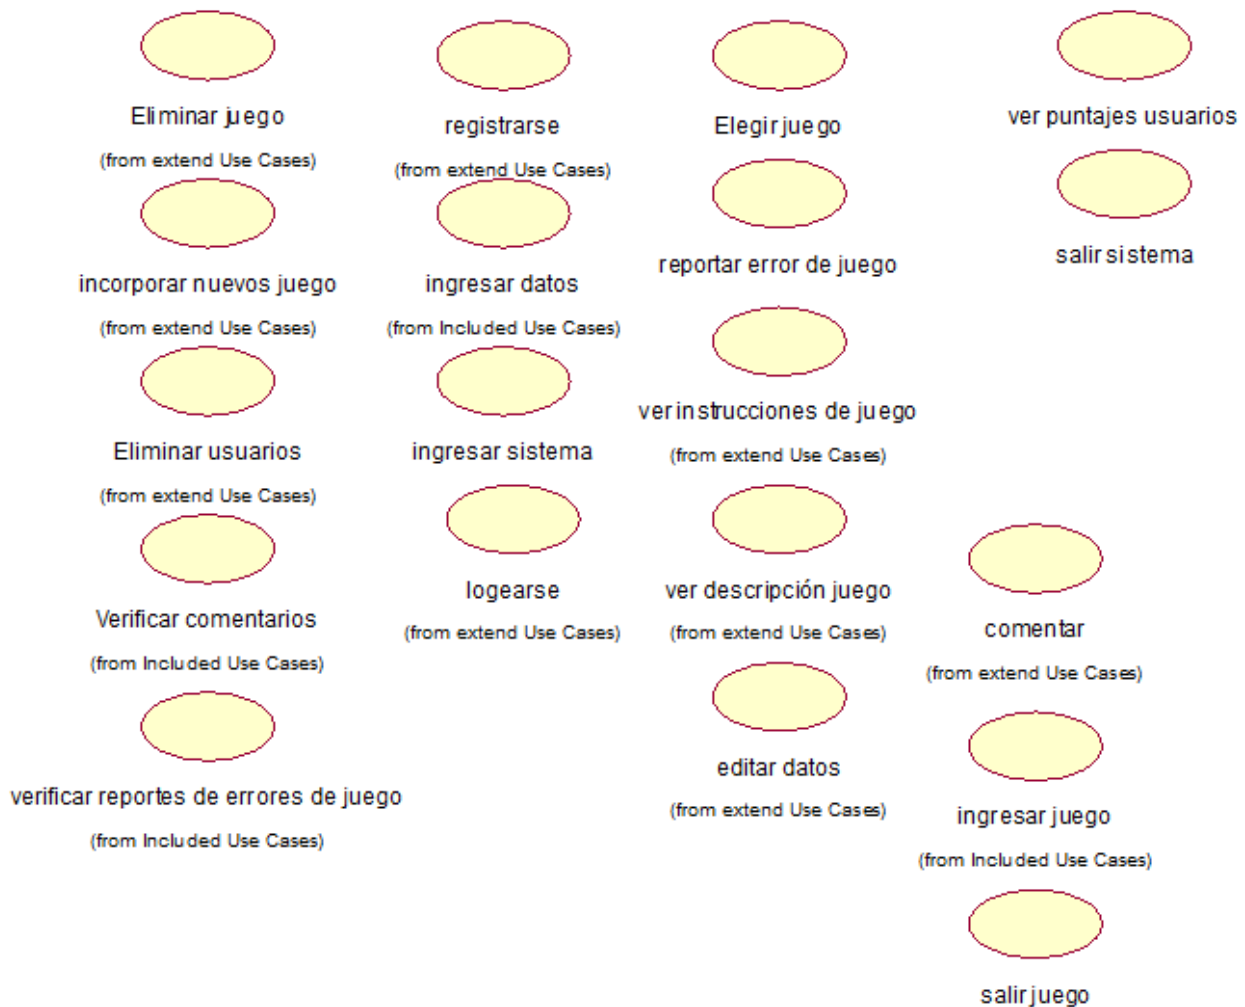 Eliminar juego
(from extend Use Cases)
incorporar nuevos juego
(from extend Use Cases)
Eliminar usuarios
(from extend Use Cases)
Verificar comentarios
(from Included Use Cases)
verificar reportes de errores de juego
(from Included Use Cases)
registrarse
(from extend Use Cases)
ingresar datos
(from Included Use Cases)
ingresar sistema
logearse
(from extend Use Cases)
Elegir juego
reportar error de juego
ver instrucciones de juego
(from extend Use Cases)
ver descripción juego
(from extend Use Cases)
editar datos
(from extend Use Cases)
ver puntajes usuarios
salir sistema
comentar
(from extend Use Cases)
ingresar juego
(from Included Use Cases)
salir juego